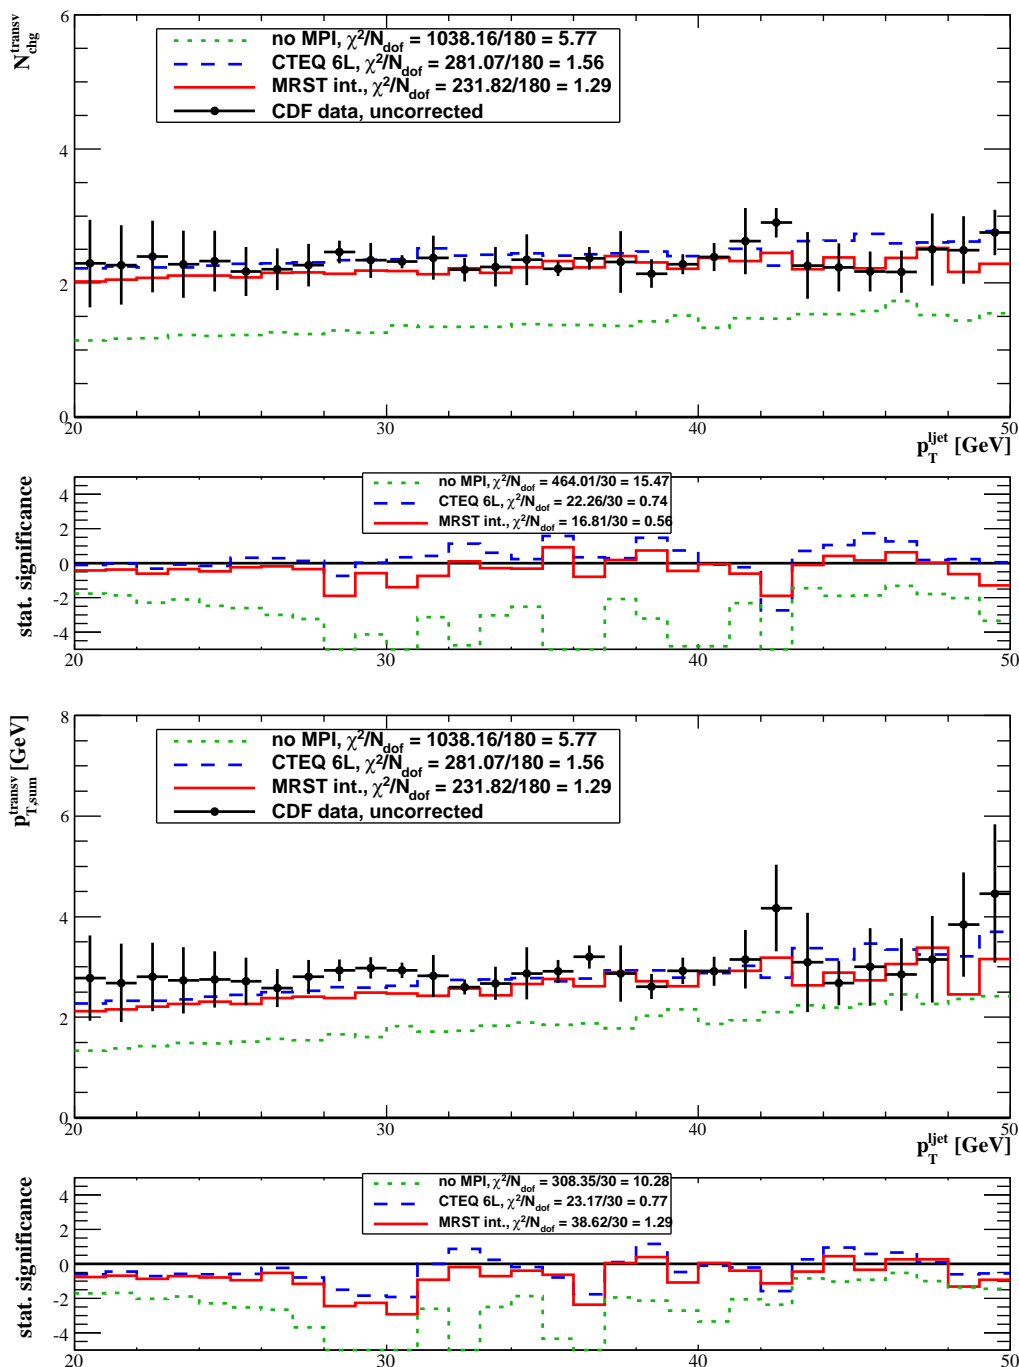 N^transv_chg
6
4
2
0
no MPI, χ²/N_dof = 1038.16/180 = 5.77
CTEQ 6L, χ²/N_dof = 281.07/180 = 1.56
MRST int., χ²/N_dof = 231.82/180 = 1.29
CDF data, uncorrected
20 30 40 50
p_T^ljet [GeV]
stat. significance
4
2
0
-2
-4
no MPI, χ²/N_dof = 464.01/30 = 15.47
CTEQ 6L, χ²/N_dof = 22.26/30 = 0.74
MRST int., χ²/N_dof = 16.81/30 = 0.56
20 30 40 50
p^transv_T,sum [GeV]
8
6
4
2
0
no MPI, χ²/N_dof = 1038.16/180 = 5.77
CTEQ 6L, χ²/N_dof = 281.07/180 = 1.56
MRST int., χ²/N_dof = 231.82/180 = 1.29
CDF data, uncorrected
20 30 40 50
p_T^ljet [GeV]
stat. significance
4
2
0
-2
-4
no MPI, χ²/N_dof = 308.35/30 = 10.28
CTEQ 6L, χ²/N_dof = 23.17/30 = 0.77
MRST int., χ²/N_dof = 38.62/30 = 1.29
20 30 40 50